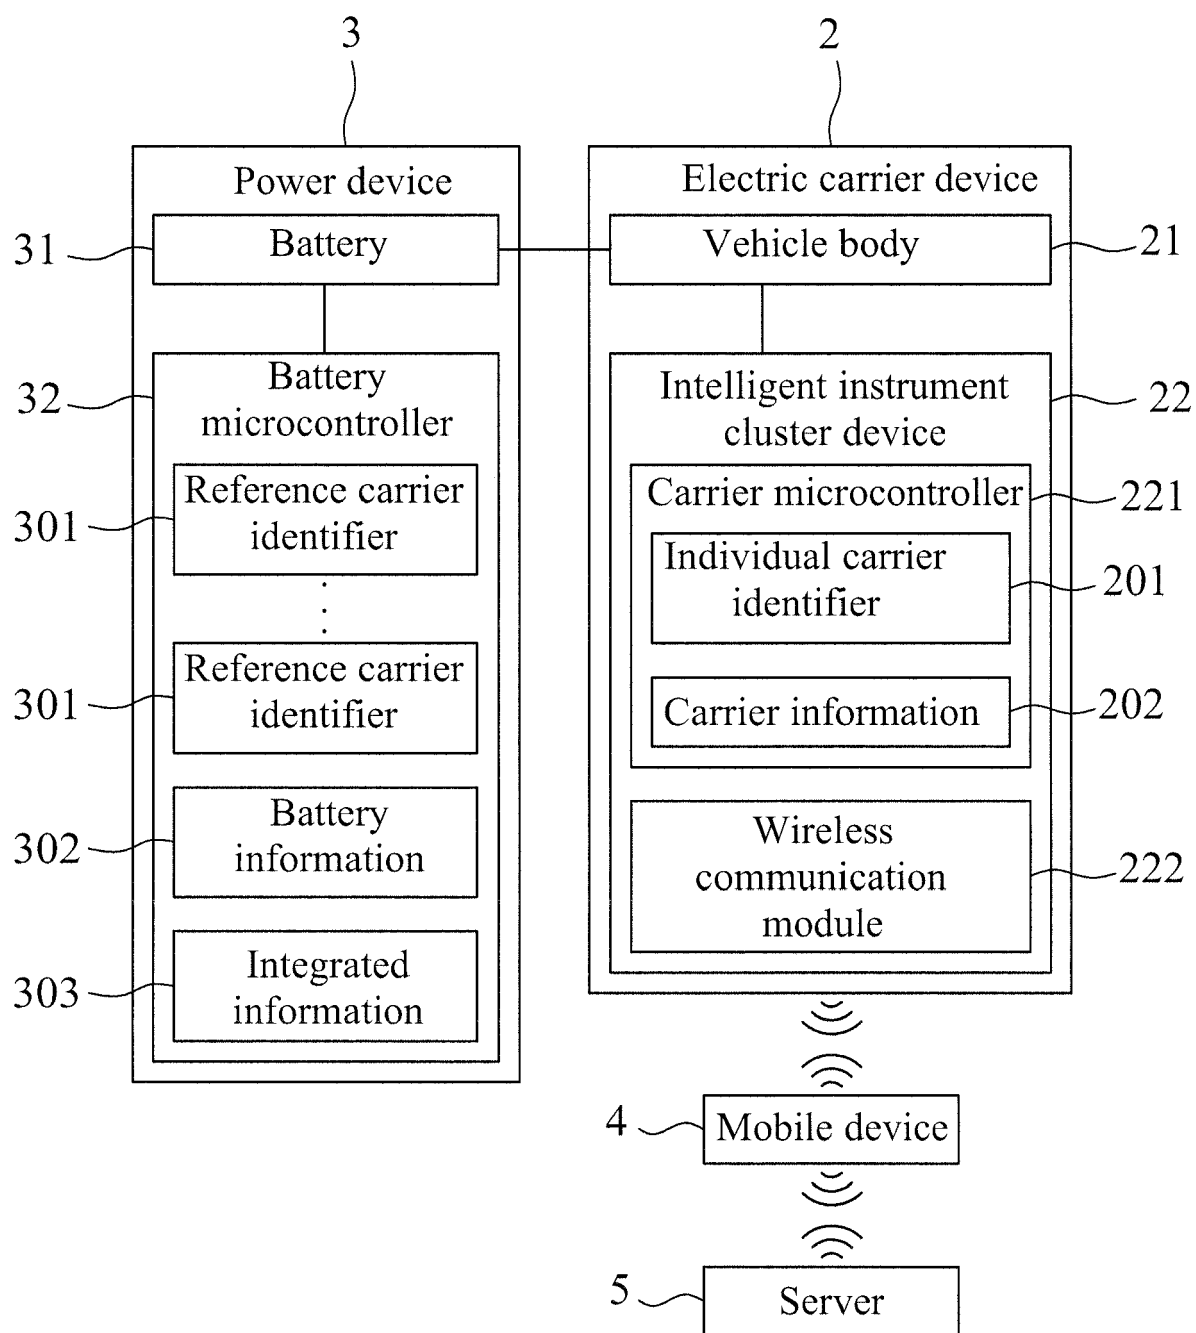 3
2
Power device
Electric carrier device
31
Battery
Vehicle body
21
32
Battery
microcontroller
Intelligent instrument
cluster device
22
301
Reference carrier
identifier
Carrier microcontroller
221
Individual carrier
identifier
201
301
Reference carrier
identifier
Carrier information
202
302
Battery
information
Wireless
communication
module
222
303
Integrated
information
4
Mobile device
5
Server